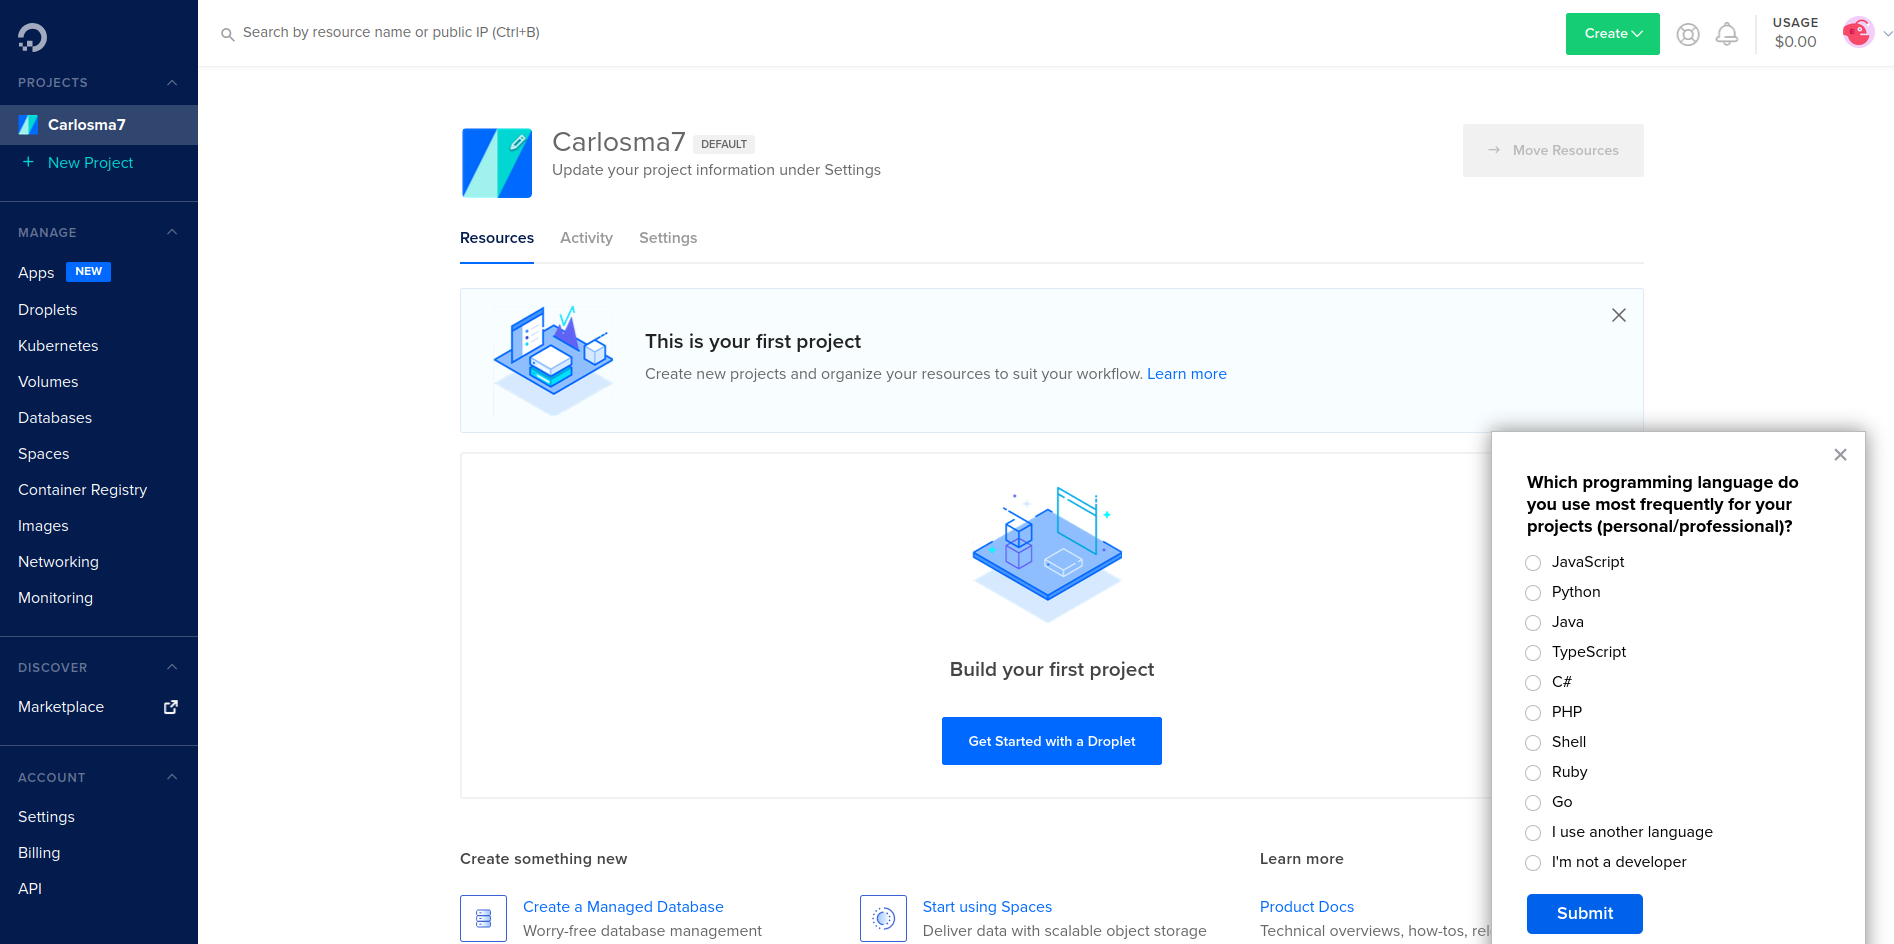 Search by resource name or public IP (Ctrl+B)
Create
USAGE
$0.00
PROJECTS
Carlosma7
New Project
MANAGE
Apps NEW
Droplets
Kubernetes
Volumes
Databases
Spaces
Container Registry
Images
Networking
Monitoring
DISCOVER
Marketplace
ACCOUNT
Settings
Billing
API
Carlosma7 DEFAULT
Update your project information under Settings
Move Resources
Resources Activity Settings
This is your first project
Create new projects and organize your resources to suit your workflow. Learn more
Build your first project
Get Started with a Droplet
Create something new
Create a Managed Database
Worry-free database management
Start using Spaces
Deliver data with scalable object storage
Learn more
Product Docs
Technical overviews, how-tos,
Which programming language do
you use most frequently for your
projects (personal/professional)?
JavaScript
Python
Java
TypeScript
C#
PHP
Shell
Ruby
Go
I use another language
I'm not a developer
Submit